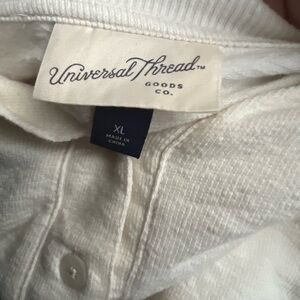 Universal Thread™
GOODS
CO.
XL
MADE IN
CHINA